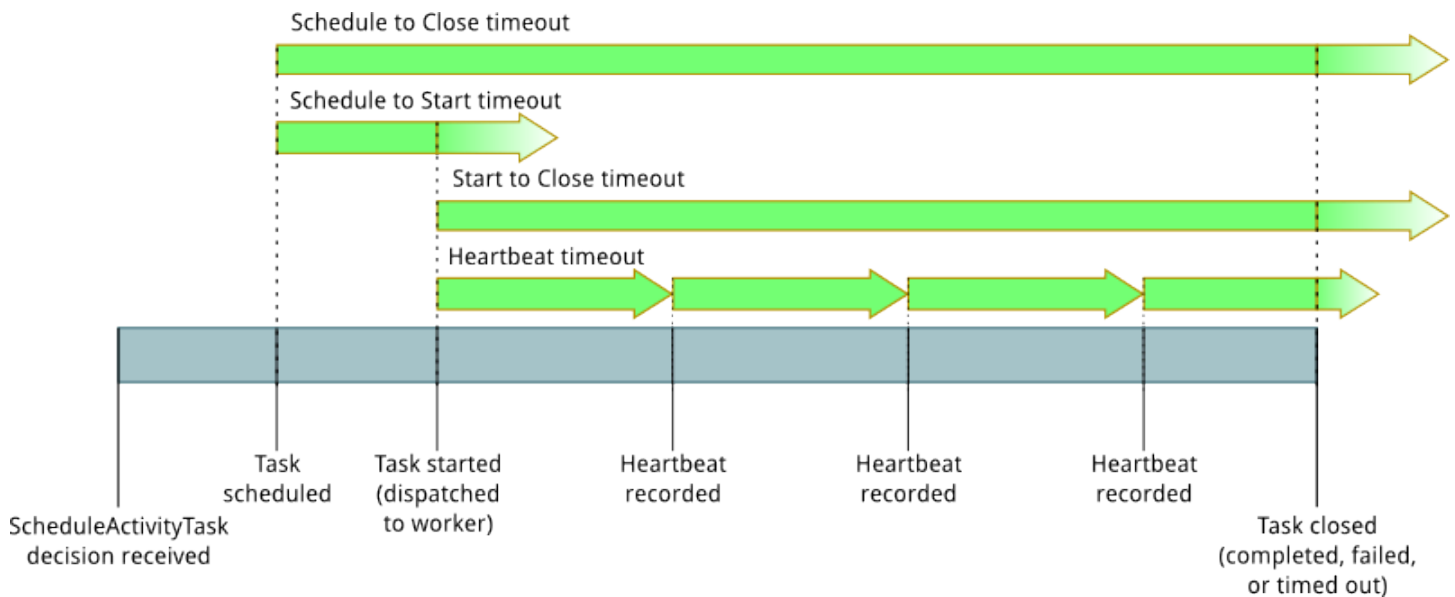 Schedule to Close timeout
Schedule to Start timeout
Start to Close timeout
Heartbeat timeout
Task
scheduled
Task started
(dispatched
to worker)
Heartbeat
recorded
Heartbeat
recorded
Heartbeat
recorded
ScheduleActivityTask
decision received
Task closed
(completed, failed,
or timed out)